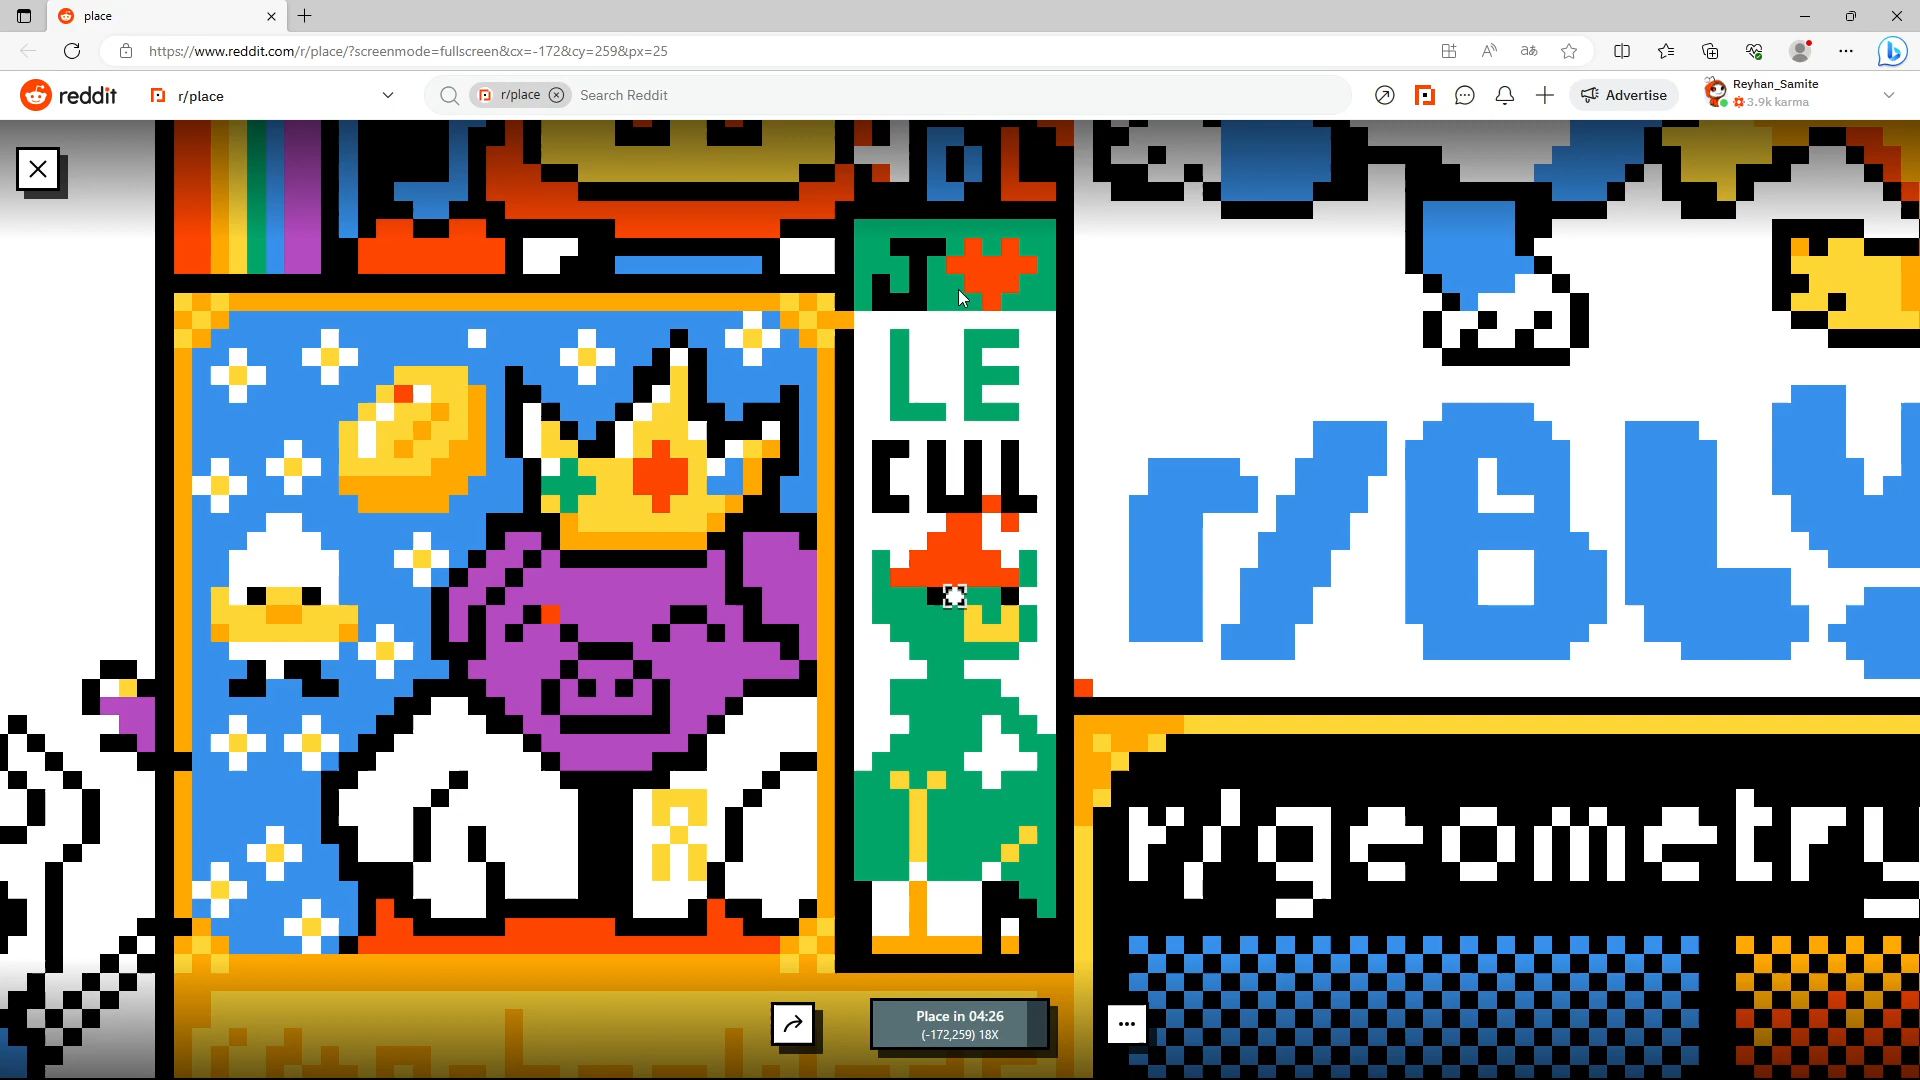 place
https://www.reddit.com/r/place/?screenmode=fullscreen&cx=-172&cy=259&px=25
reddit
r/place
r/place
Search Reddit
Advertise
Reyhan_Samite
3.9k karma
J
LE
CUL
r/BL
r/geometry
Place in 04:26
(-172,259) 18X